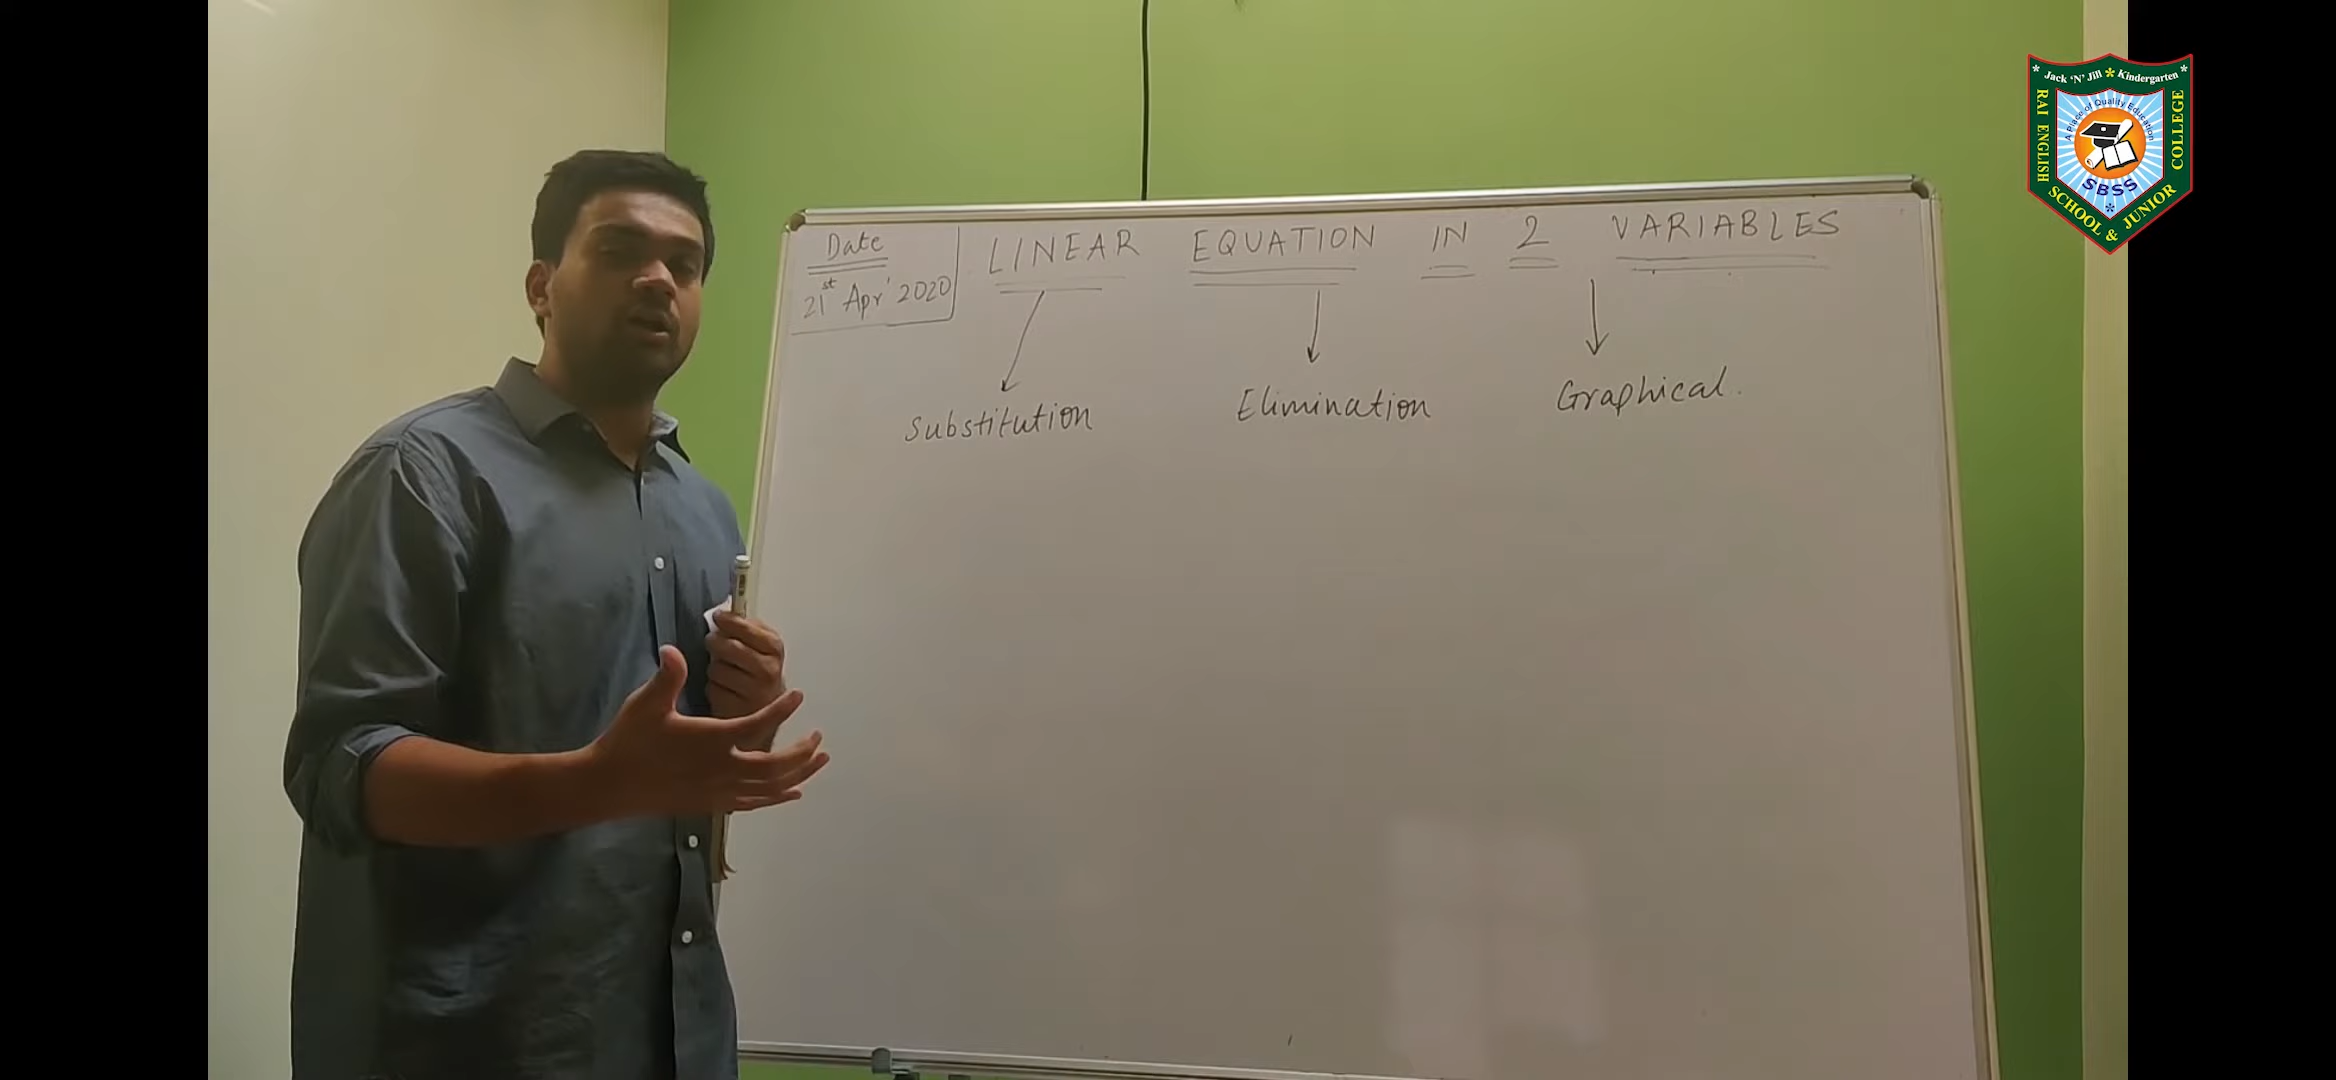 Date
21st Apr' 2020
LINEAR EQUATION IN 2 VARIABLES
Substitution
Elimination
Graphical.
* Jack 'N' Jill * Kindergarten *
RAI ENGLISH SCHOOL & JUNIOR COLLEGE
A Place of Quality Education
SBSS